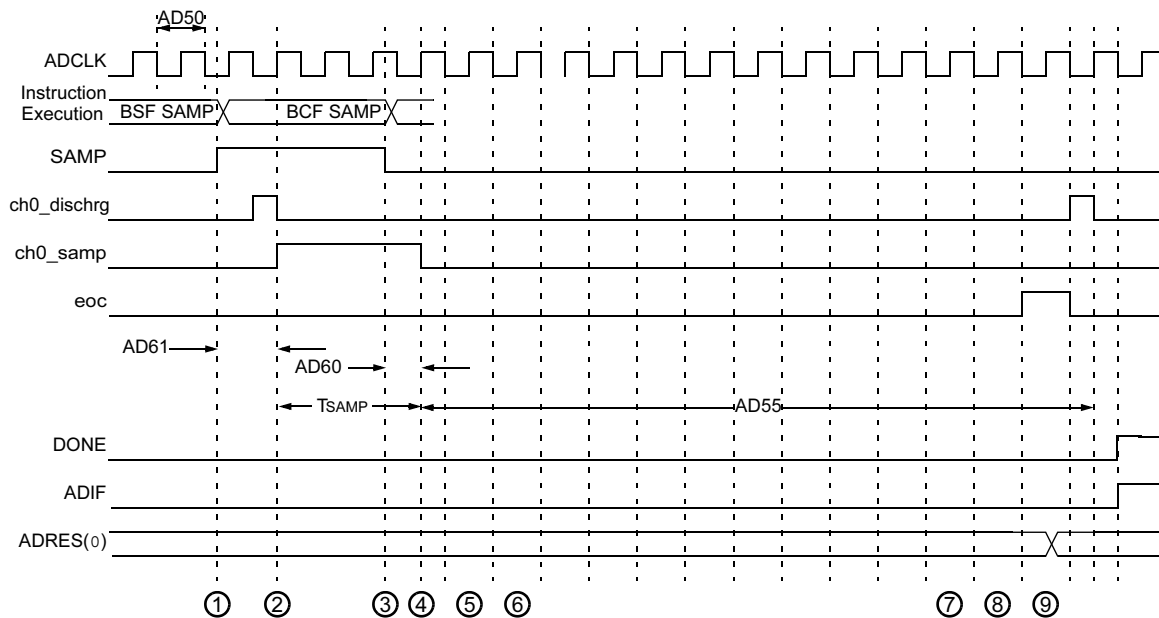 AD50
ADCLK
Instruction
Execution
BSF SAMP
BCF SAMP
SAMP
ch0_dischrg
ch0_samp
eoc
AD61
AD60
TSAMP
AD55
DONE
ADIF
ADRES(0)
1 2 3 4 5 6 7 8 9